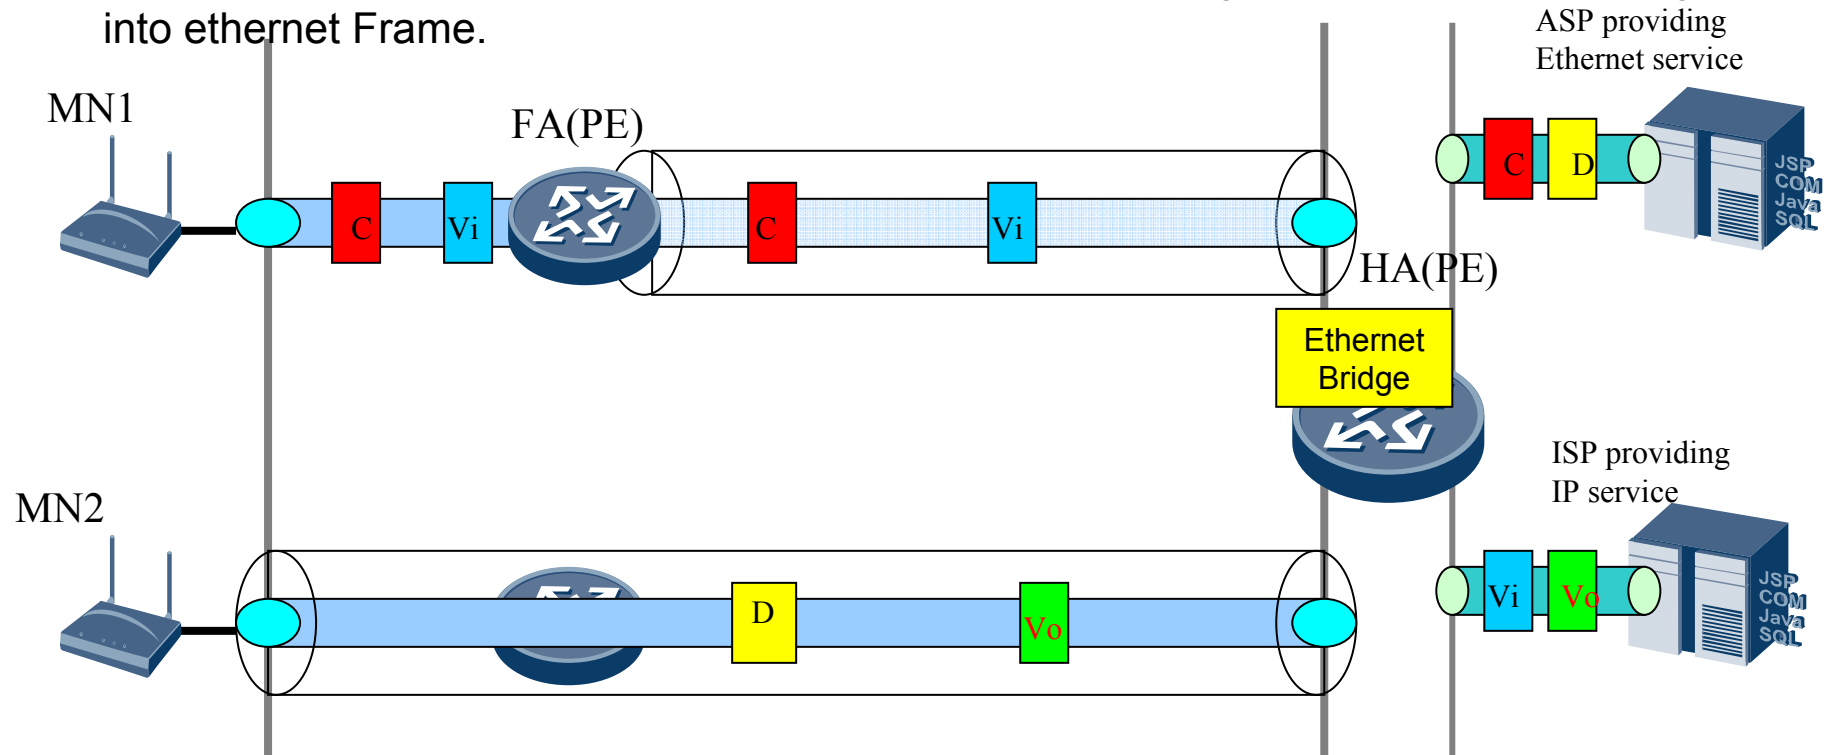 into ethernet Frame.
ASP providing
Ethernet service
MN1
FA(PE)
C
Vi
C
Vi
C
D
JSP
COM
Java
SQL
HA(PE)
Ethernet
Bridge
ISP providing
IP service
MN2
D
Vo
Vi
Vo
JSP
COM
Java
SQL